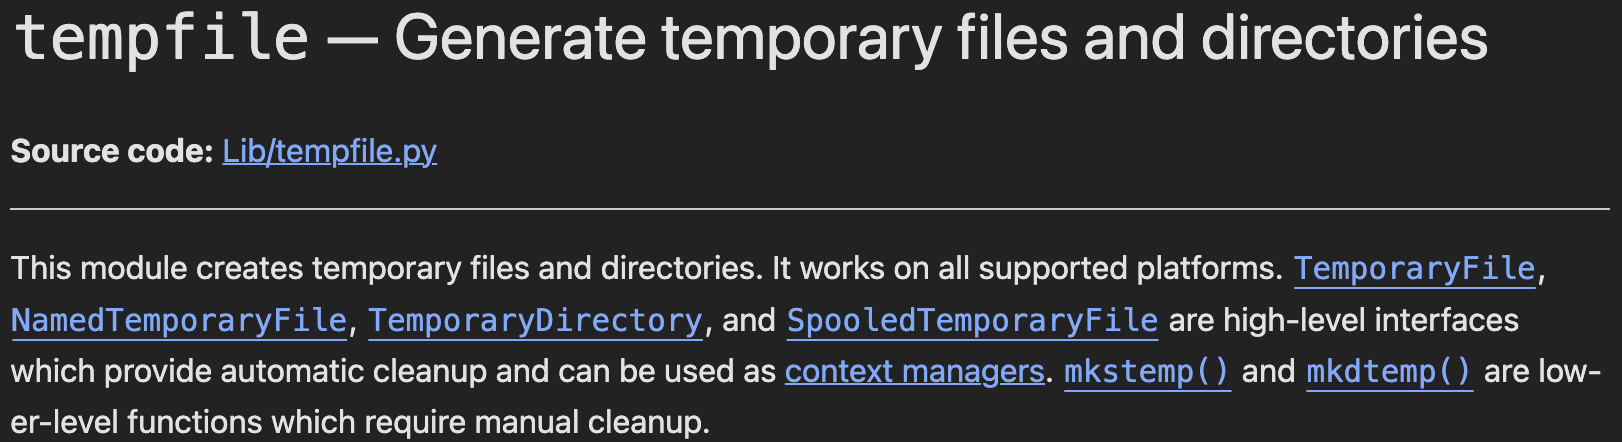 tempfile — Generate temporary files and directories
Source code: Lib/tempfile.py
This module creates temporary files and directories. It works on all supported platforms. TemporaryFile,
NamedTemporaryFile, TemporaryDirectory, and SpooledTemporaryFile are high-level interfaces
which provide automatic cleanup and can be used as context managers. mkstemp() and mkdtemp() are low-
er-level functions which require manual cleanup.